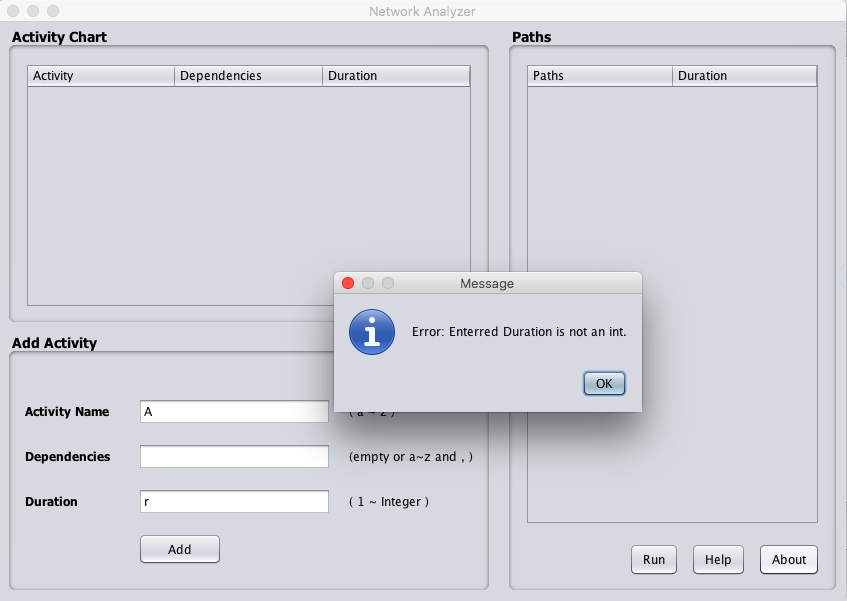 Network Analyzer
Activity Chart
Activity Dependencies Duration
Paths
Paths Duration
Message
Error: Enterred Duration is not an int.
OK
Add Activity
Activity Name A ( a ~ z )
Dependencies (empty or a~z and , )
Duration r ( 1 ~ Integer )
Add
Run Help About